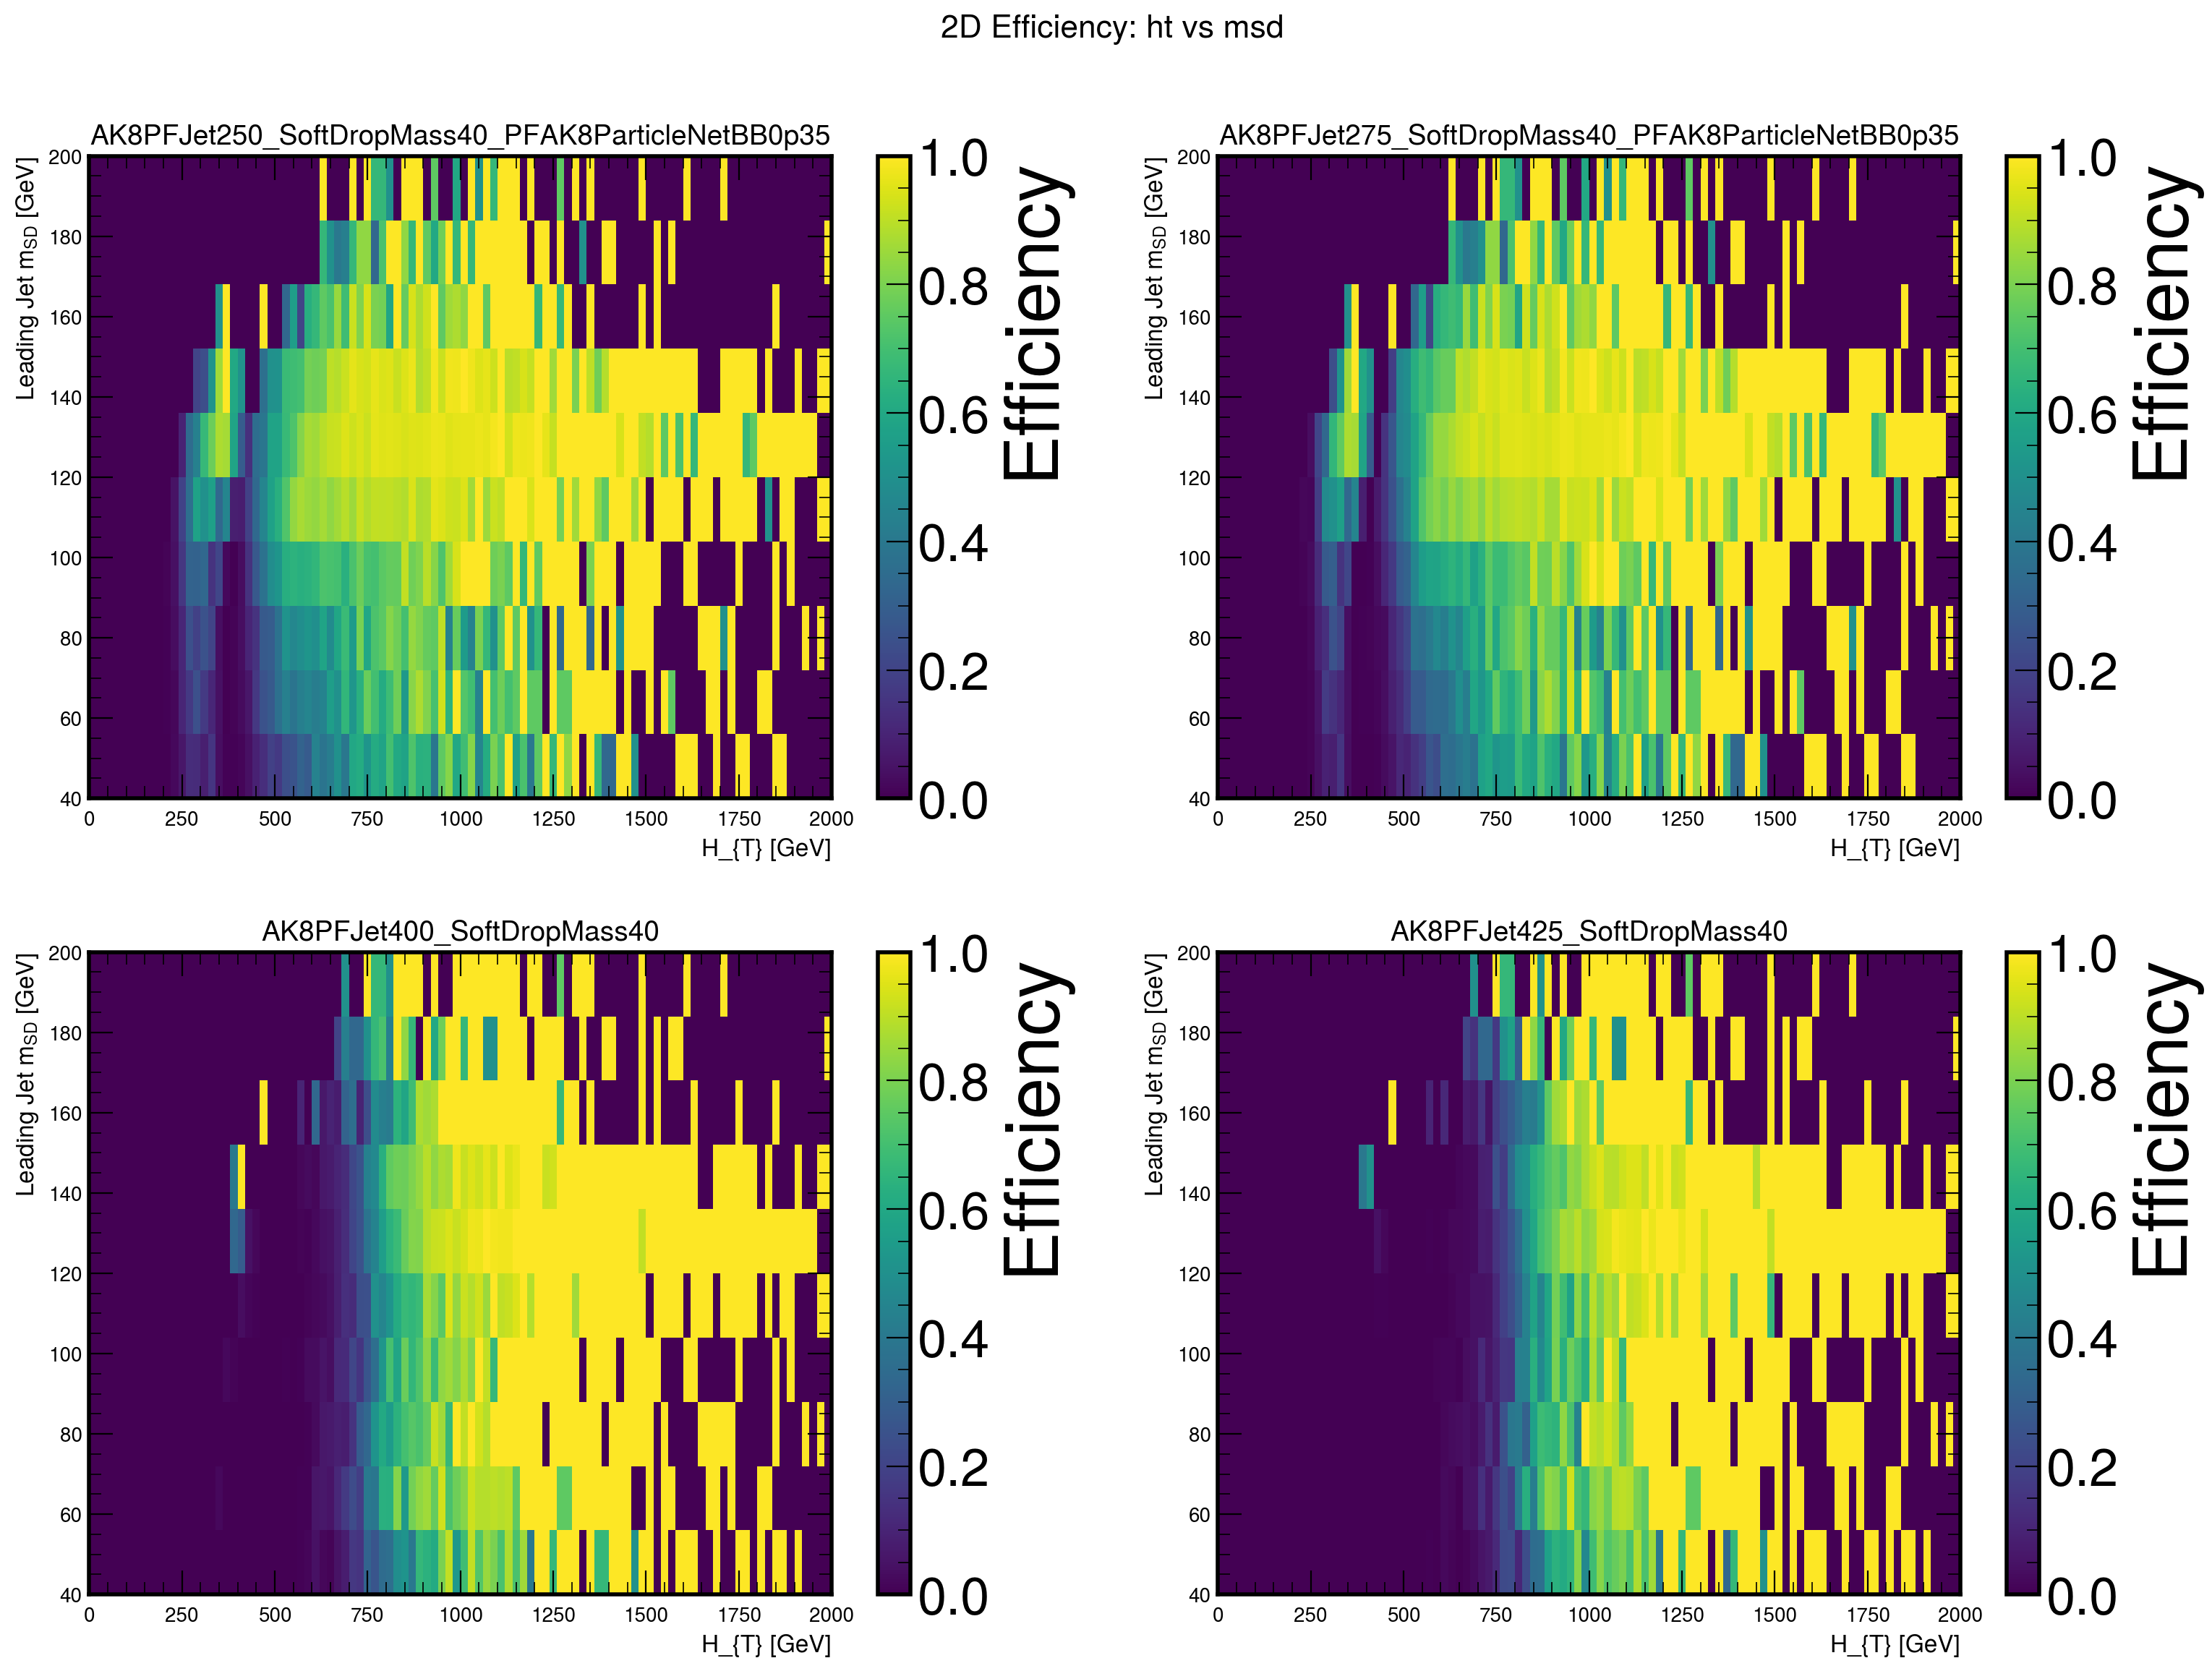 2D Efficiency: ht vs msd
AK8PFJet250_SoftDropMass40_PFAK8ParticleNetBB0p35
Leading Jet mSD [GeV]
200
180
160
140
120
100
80
60
40
0 250 500 750 1000 1250 1500 1750 2000
H_{T} [GeV]
1.0
0.8
0.6
0.4
0.2
0.0
Efficiency
AK8PFJet275_SoftDropMass40_PFAK8ParticleNetBB0p35
Leading Jet mSD [GeV]
200
180
160
140
120
100
80
60
40
0 250 500 750 1000 1250 1500 1750 2000
H_{T} [GeV]
1.0
0.8
0.6
0.4
0.2
0.0
Efficiency
AK8PFJet400_SoftDropMass40
Leading Jet mSD [GeV]
200
180
160
140
120
100
80
60
40
0 250 500 750 1000 1250 1500 1750 2000
H_{T} [GeV]
1.0
0.8
0.6
0.4
0.2
0.0
Efficiency
AK8PFJet425_SoftDropMass40
Leading Jet mSD [GeV]
200
180
160
140
120
100
80
60
40
0 250 500 750 1000 1250 1500 1750 2000
H_{T} [GeV]
1.0
0.8
0.6
0.4
0.2
0.0
Efficiency